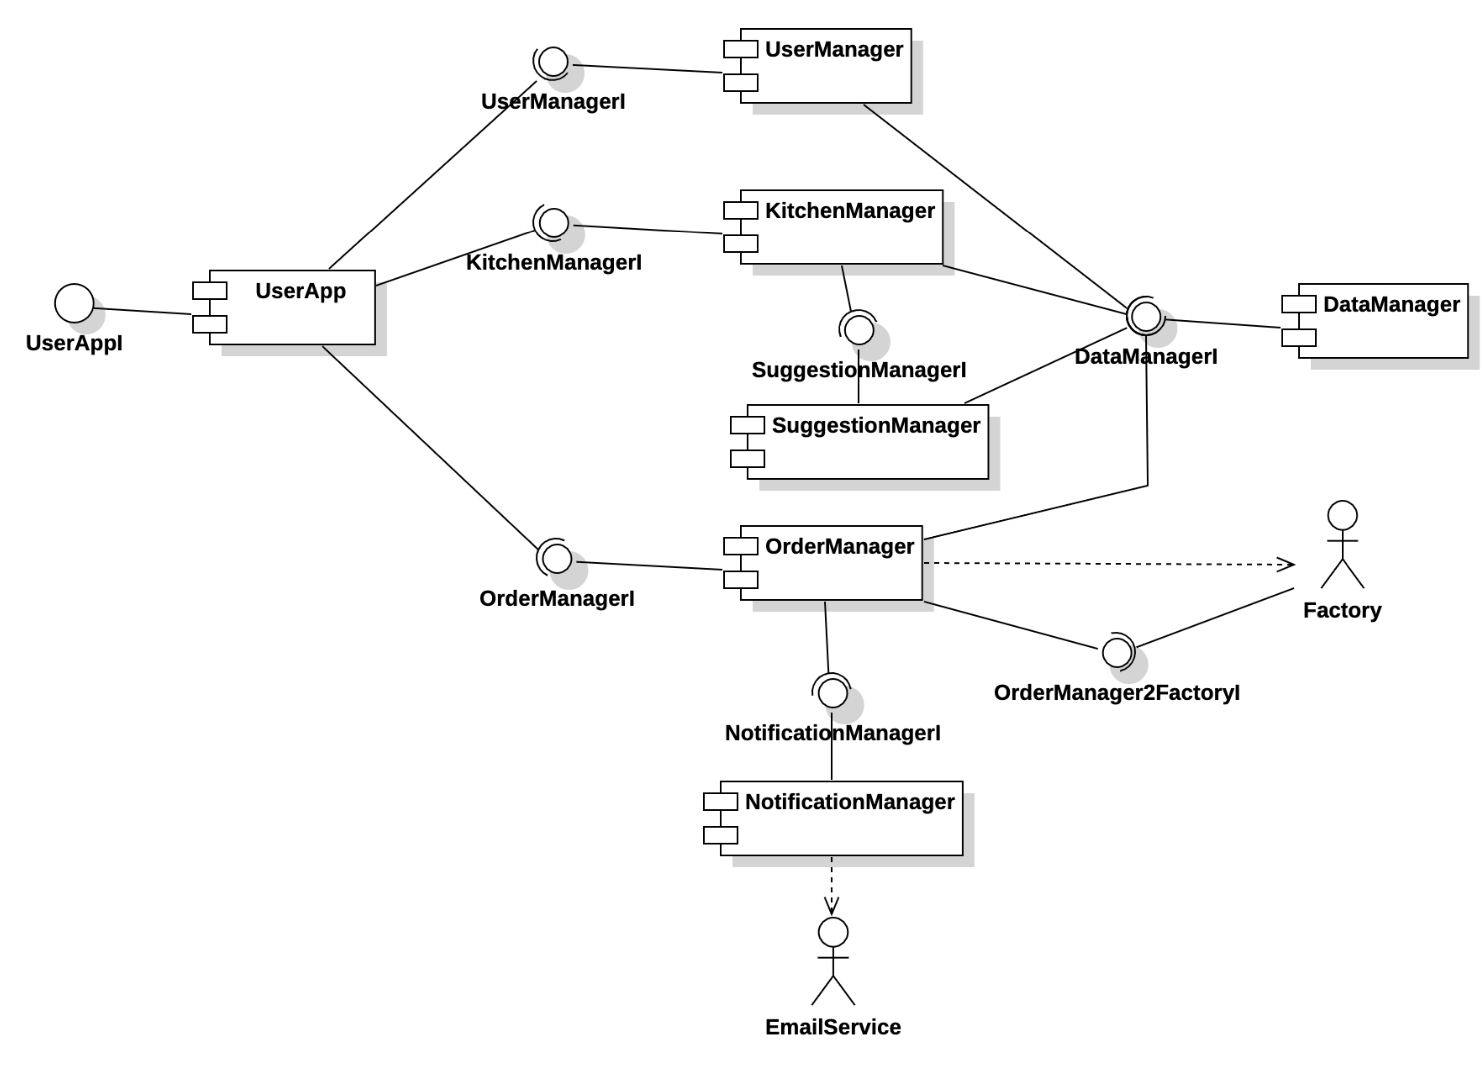 UserManager
UserManagerI
KitchenManager
KitchenManagerI
UserApp
UserAppI
DataManager
DataManagerI
SuggestionManagerI
SuggestionManager
OrderManager
OrderManagerI
Factory
OrderManager2FactoryI
NotificationManagerI
NotificationManager
EmailService